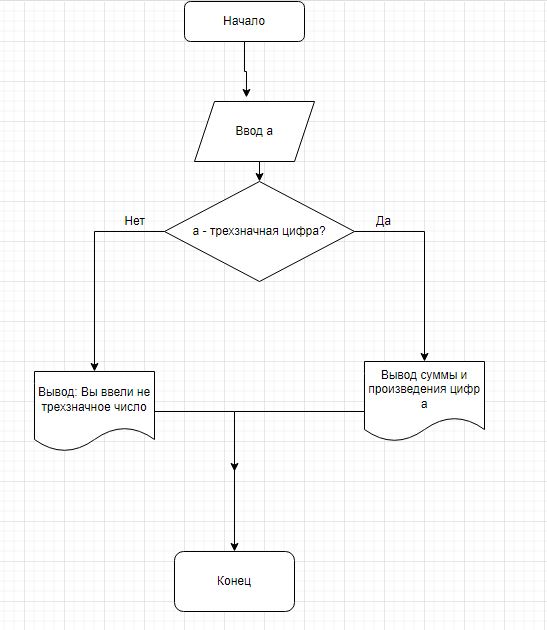 Начало
Ввод а
а - трехзначная цифра?
Нет
Да
Вывод: Вы ввели не
трехзначное число
Вывод суммы и
произведения цифр
а
Конец